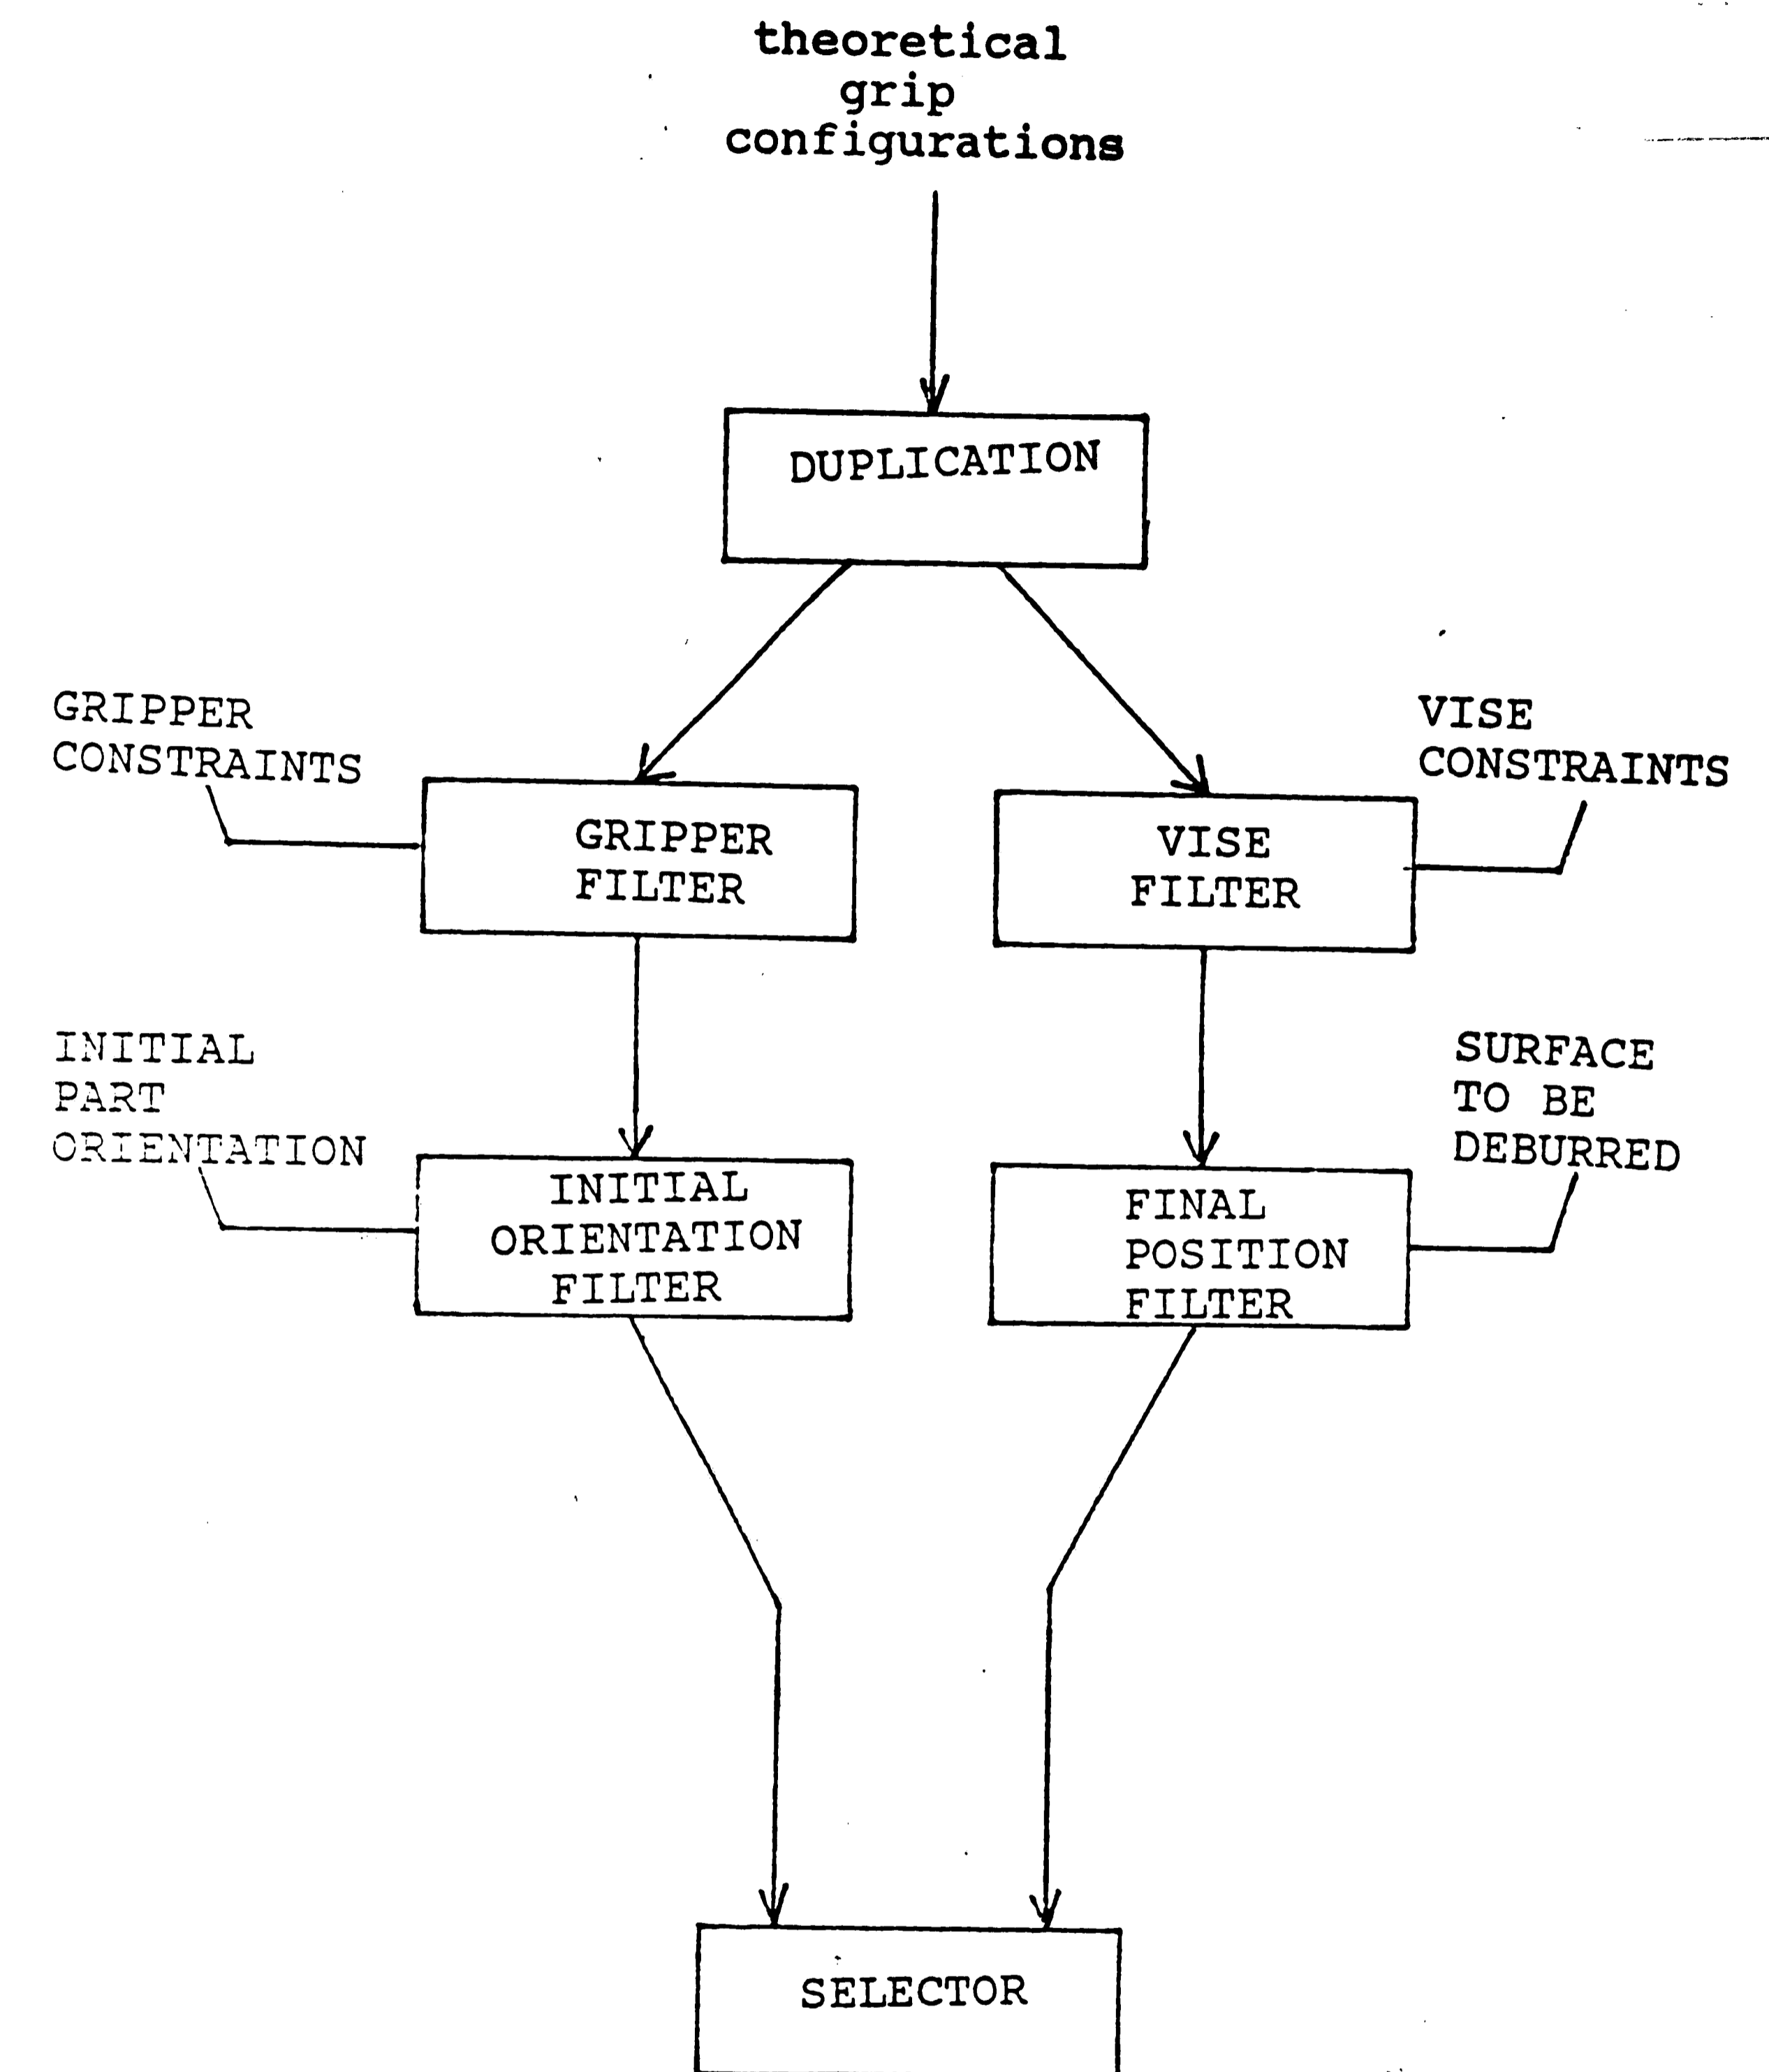 theoretical
grip
configurations
DUPLICATION
GRIPPER
CONSTRAINTS
VISE
CONSTRAINTS
GRIPPER
FILTER
VISE
FILTER
INITIAL
PART
ORIENTATION
SURFACE
TO BE
DEBURRED
INITIAL
ORIENTATION
FILTER
FINAL
POSITION
FILTER
SELECTOR